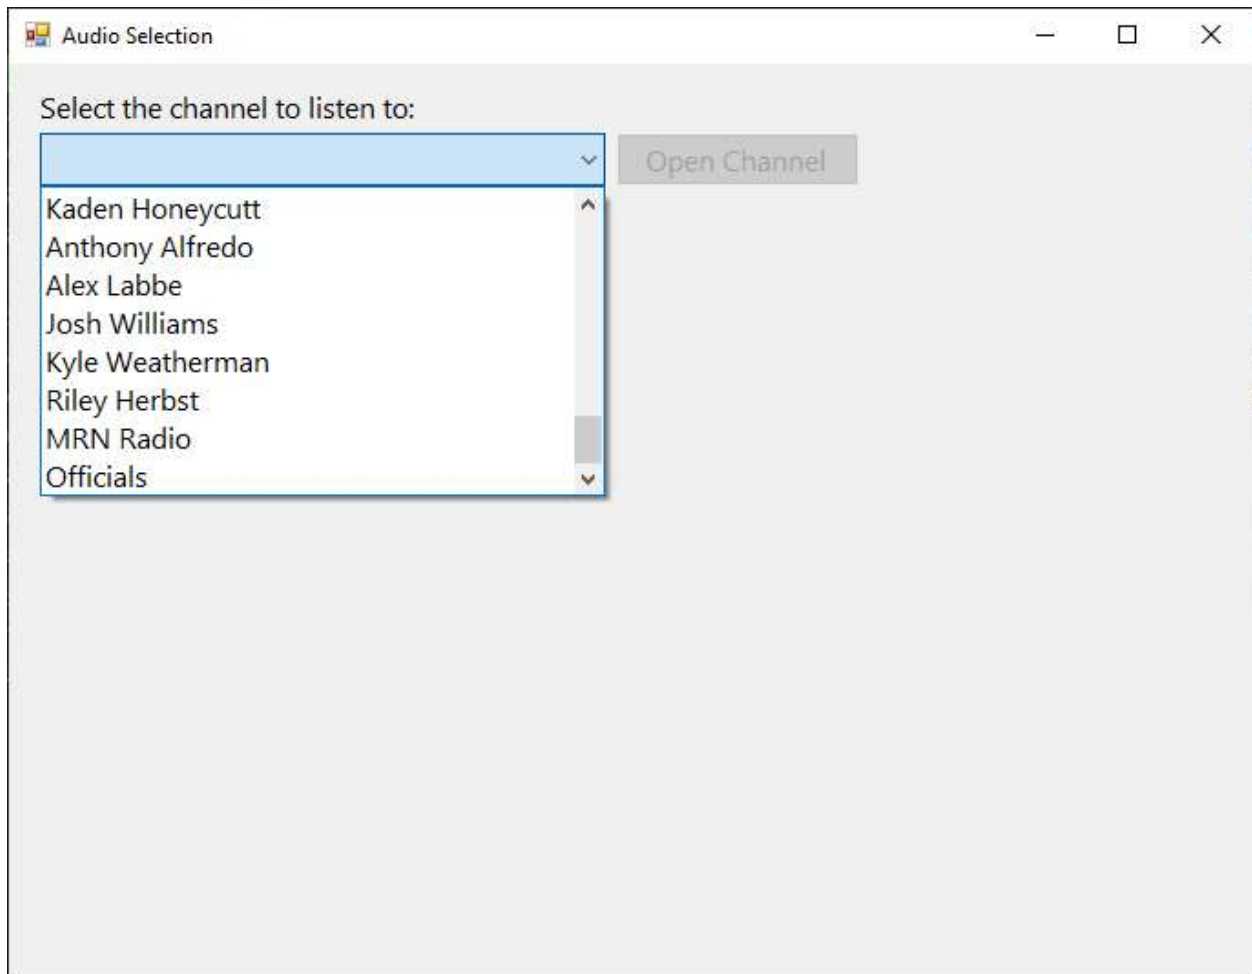 Audio Selection
Select the channel to listen to:
Open Channel
Kaden Honeycutt
Anthony Alfredo
Alex Labbe
Josh Williams
Kyle Weatherman
Riley Herbst
MRN Radio
Officials